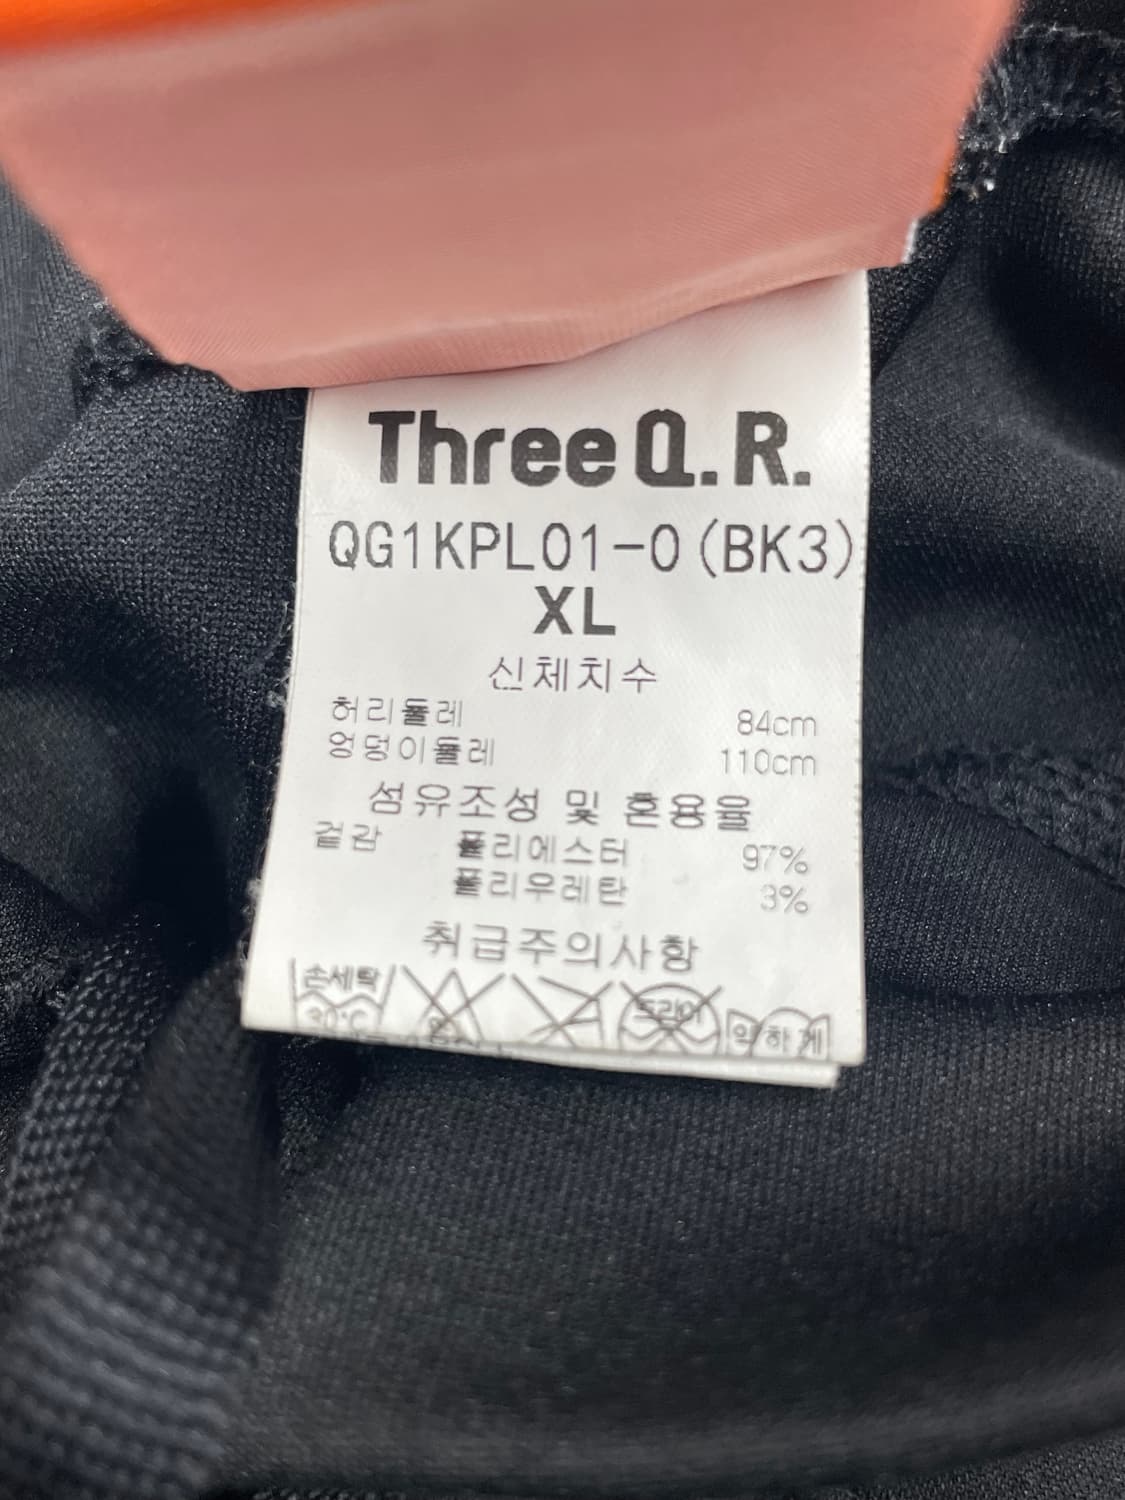 Three Q.R.
QG1KPL01-0(BK3)
XL
신체치수
허리둘레 84cm
엉덩이둘레 110cm
섬유조성 및 혼용율
겉감 폴리에스터 97%
폴리우레탄 3%
취급주의사항
손세탁 드라이 약하게
30°C